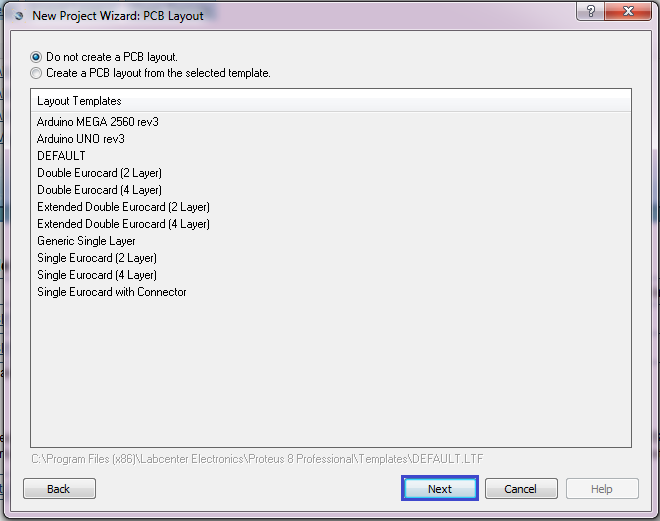 New Project Wizard: PCB Layout
?
Do not create a PCB layout.
Create a PCB layout from the selected template.
Layout Templates
Arduino MEGA 2560 rev3
Arduino UNO rev3
DEFAULT
Double Eurocard (2 Layer)
Double Eurocard (4 Layer)
Extended Double Eurocard (2 Layer)
Extended Double Eurocard (4 Layer)
Generic Single Layer
Single Eurocard (2 Layer)
Single Eurocard (4 Layer)
Single Eurocard with Connector
C:\Program Files (x86)\Labcenter Electronics\Proteus 8 Professional\Templates\DEFAULT.LTF
Back Next Cancel Help